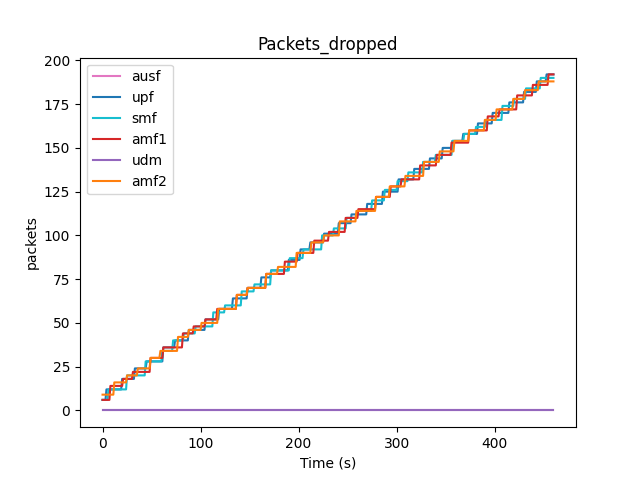 Packets_dropped
200
175
150
125
100
75
50
25
0
packets
ausf
upf
smf
amf1
udm
amf2
0 100 200 300 400
Time (s)